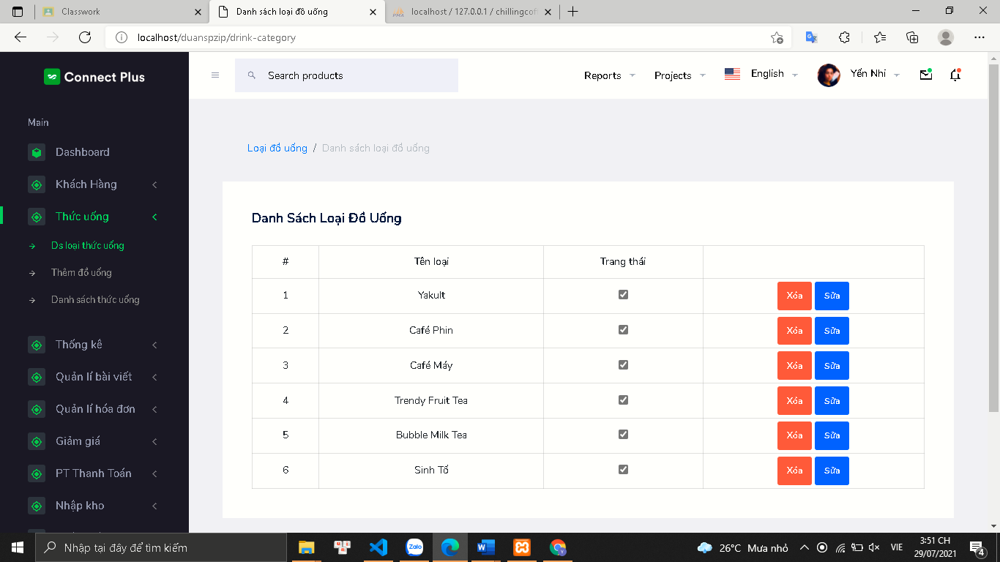 Classwork
Danh sách loại đồ uống
localhost / 127.0.0.1 / chillingcoff
localhost/duanspzip/drink-category
Connect Plus
Search products
Reports
Projects
English
Yến Nhi
Main
Dashboard
Khách Hàng
Thức uống
Ds loại thức uống
Thêm đồ uống
Danh sách thức uống
Thống kê
Quản lí bài viết
Quản lí hóa đơn
Giảm giá
PT Thanh Toán
Nhập kho
Loại đồ uống / Danh sách loại đồ uống
Danh Sách Loại Đồ Uống
# Tên loại Trang thái
1 Yakult Xóa Sửa
2 Café Phin Xóa Sửa
3 Café Máy Xóa Sửa
4 Trendy Fruit Tea Xóa Sửa
5 Bubble Milk Tea Xóa Sửa
6 Sinh Tố Xóa Sửa
Nhập tại đây để tìm kiếm
Zalo
26°C Mưa nhỏ
VIE
3:51 CH
29/07/2021
4